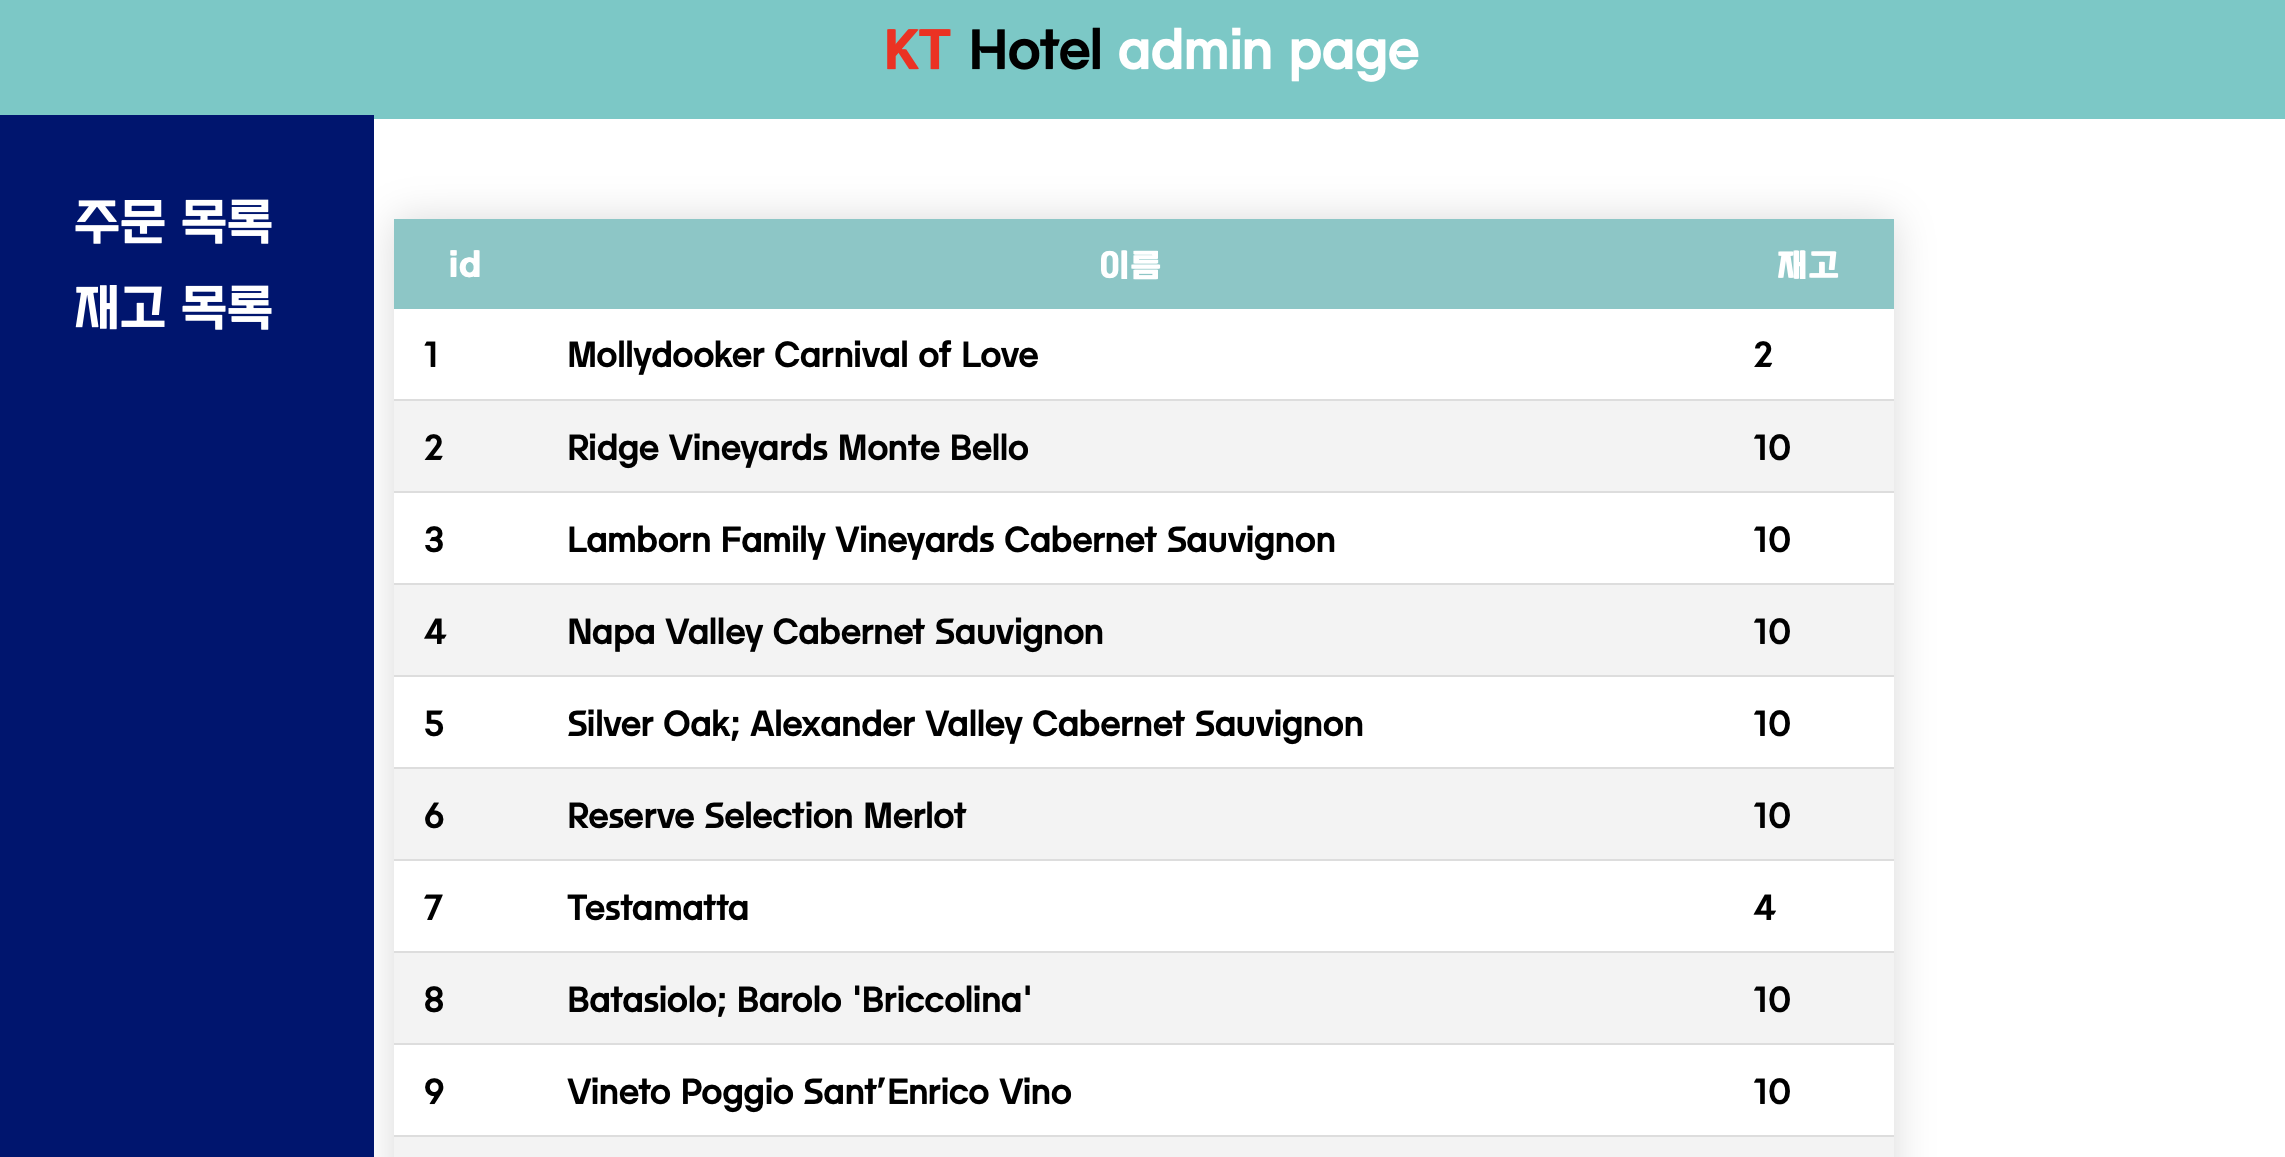 KT Hotel admin page
주문 목록
재고 목록
id 이름 재고
1 Mollydooker Carnival of Love 2
2 Ridge Vineyards Monte Bello 10
3 Lamborn Family Vineyards Cabernet Sauvignon 10
4 Napa Valley Cabernet Sauvignon 10
5 Silver Oak; Alexander Valley Cabernet Sauvignon 10
6 Reserve Selection Merlot 10
7 Testamatta 4
8 Batasiolo; Barolo 'Briccolina' 10
9 Vineto Poggio Sant’Enrico Vino 10